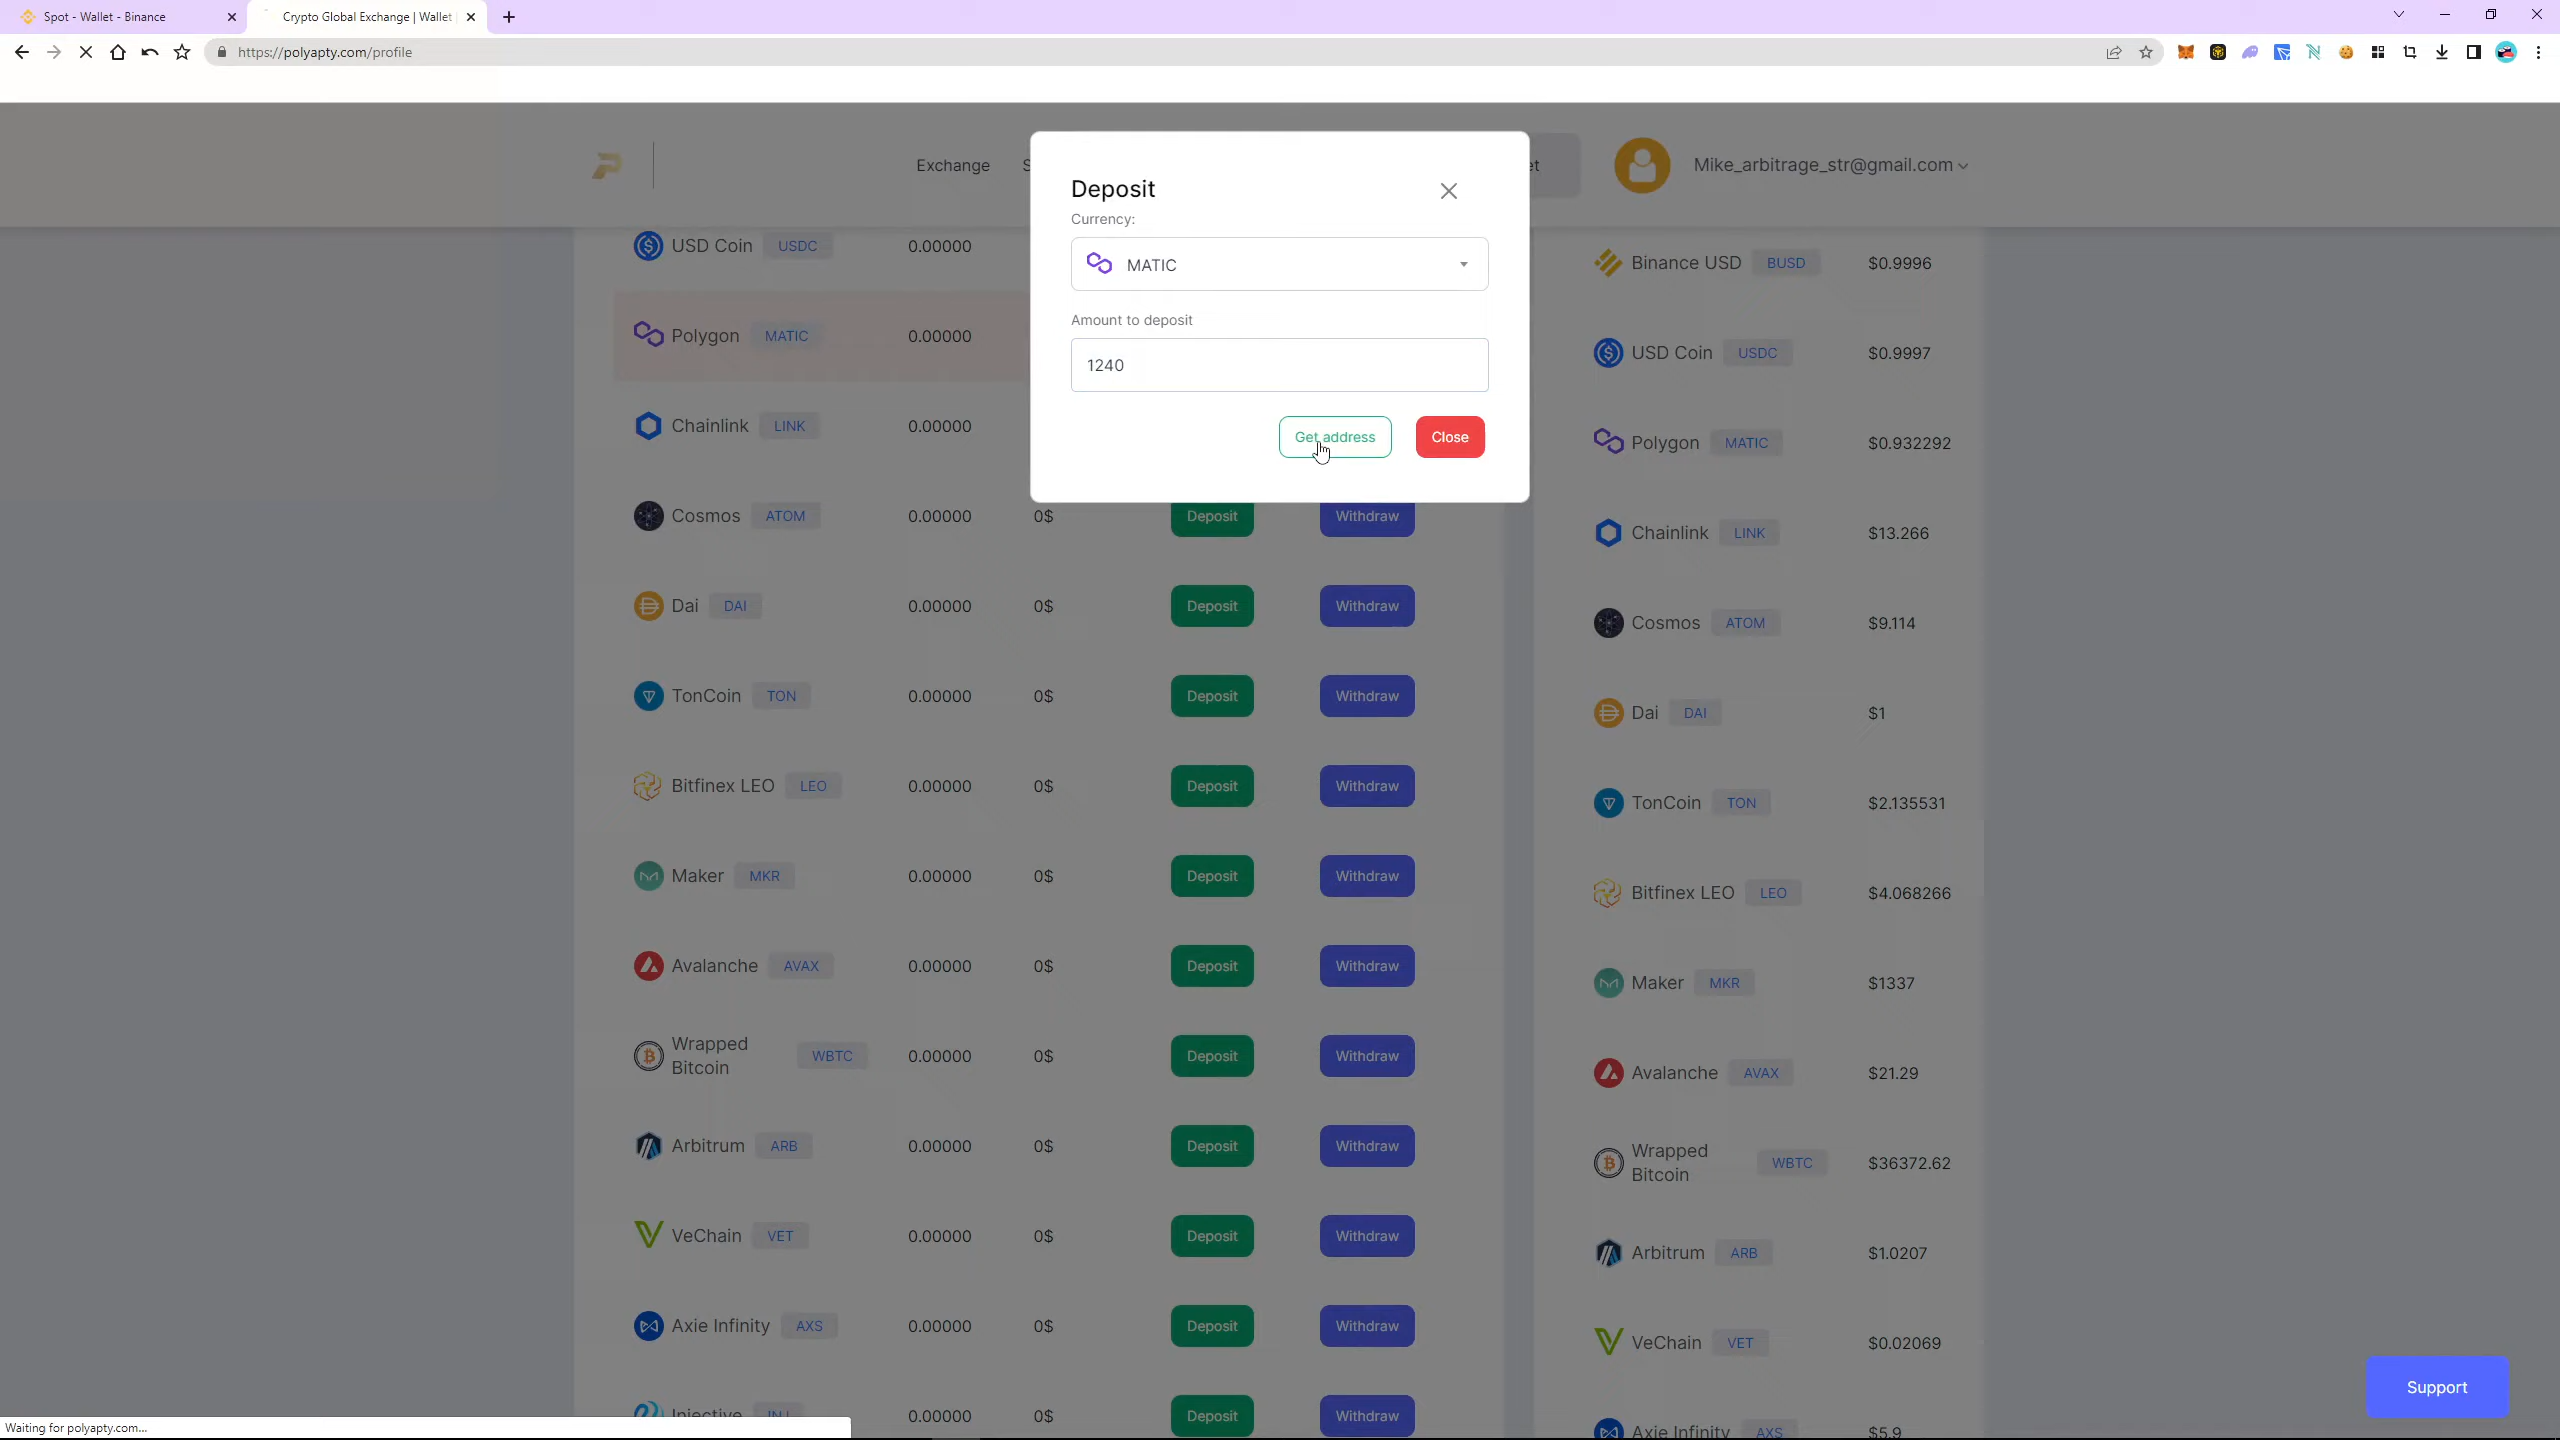 Spot - Wallet - Binance
Crypto Global Exchange | Wallet
https://polyapty.com/profile
Exchange
Mike_arbitrage_str@gmail.com
Deposit
Currency:
MATIC
Amount to deposit
1240
Get address Close
USD Coin USDC 0.00000
Polygon MATIC 0.00000
Chainlink LINK 0.00000
Cosmos ATOM 0.00000 0$ Deposit Withdraw
Dai DAI 0.00000 0$ Deposit Withdraw
TonCoin TON 0.00000 0$ Deposit Withdraw
Bitfinex LEO LEO 0.00000 0$ Deposit Withdraw
Maker MKR 0.00000 0$ Deposit Withdraw
Avalanche AVAX 0.00000 0$ Deposit Withdraw
Wrapped
Bitcoin WBTC 0.00000 0$ Deposit Withdraw
Arbitrum ARB 0.00000 0$ Deposit Withdraw
VeChain VET 0.00000 0$ Deposit Withdraw
Axie Infinity AXS 0.00000 0$ Deposit Withdraw
Injective INJ 0.00000 0$ Deposit Withdraw
Binance USD BUSD $0.9996
USD Coin USDC $0.9997
Polygon MATIC $0.932292
Chainlink LINK $13.266
Cosmos ATOM $9.114
Dai DAI $1
TonCoin TON $2.135531
Bitfinex LEO LEO $4.068266
Maker MKR $1337
Avalanche AVAX $21.29
Wrapped
Bitcoin WBTC $36372.62
Arbitrum ARB $1.0207
VeChain VET $0.02069
Axie Infinity AXS $5.9
Support
Waiting for polyapty.com...